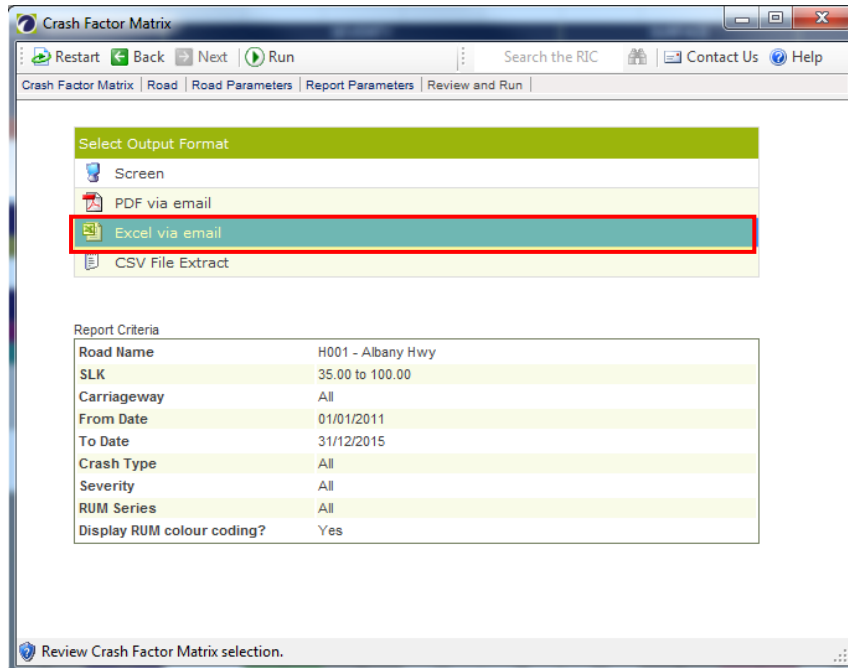 Crash Factor Matrix
Restart Back Next Run Search the RIC Contact Us Help
Crash Factor Matrix Road Road Parameters Report Parameters Review and Run
Select Output Format
Screen
PDF via email
Excel via email
CSV File Extract
Report Criteria
Road Name H001 - Albany Hwy
SLK 35.00 to 100.00
Carriageway All
From Date 01/01/2011
To Date 31/12/2015
Crash Type All
Severity All
RUM Series All
Display RUM colour coding? Yes
Review Crash Factor Matrix selection.